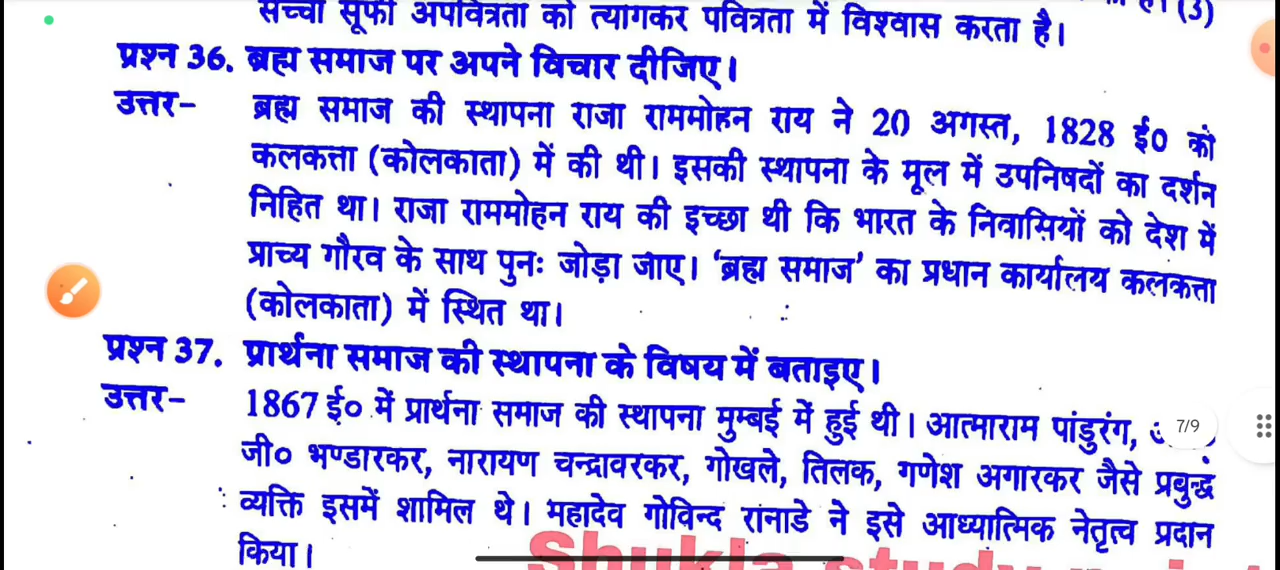 सच्चा सूफी अपवित्रता को त्यागकर पवित्रता में विश्वास करता है। (3)
प्रश्न 36. ब्रह्म समाज पर अपने विचार दीजिए।
उत्तर- ब्रह्म समाज की स्थापना राजा राममोहन राय ने 20 अगस्त, 1828 ई० को
कलकत्ता (कोलकाता) में की थी। इसकी स्थापना के मूल में उपनिषदों का दर्शन
निहित था। राजा राममोहन राय की इच्छा थी कि भारत के निवासियों को देश में
प्राच्य गौरव के साथ पुनः जोड़ा जाए। 'ब्रह्म समाज' का प्रधान कार्यालय कलकत्ता
(कोलकाता) में स्थित था।
प्रश्न 37. प्रार्थना समाज की स्थापना के विषय में बताइए।
उत्तर- 1867 ई० में प्रार्थना समाज की स्थापना मुम्बई में हुई थी। आत्माराम पांडुरंग,
7/9
जी० भण्डारकर, नारायण चन्द्रावरकर, गोखले, तिलक, गणेश अगारकर जैसे प्रबुद्ध
व्यक्ति इसमें शामिल थे। महादेव गोविन्द रानाडे ने इसे आध्यात्मिक नेतृत्व प्रदान
किया।
Shukla study